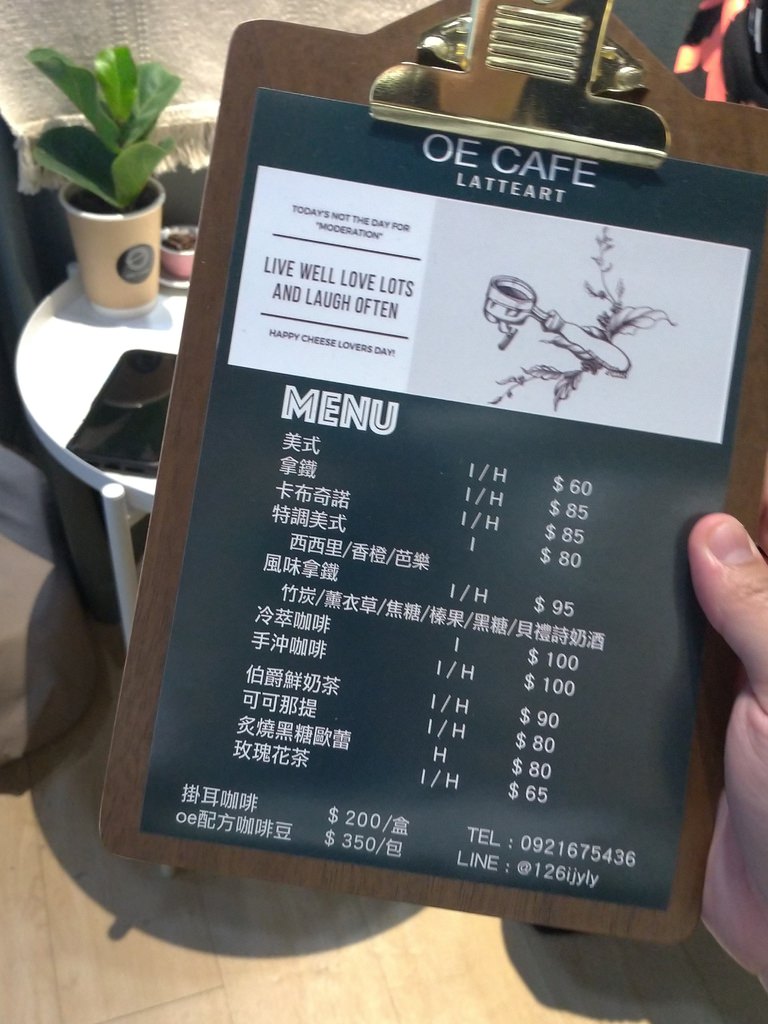 OE CAFE
LATTEART
TODAY'S NOT THE DAY FOR
"MODERATION"
LIVE WELL LOVE LOTS
AND LAUGH OFTEN
HAPPY CHEESE LOVERS DAY!
MENU
美式 I/H $60
拿鐵 I/H $85
卡布奇諾 I/H $85
特調美式 I $80
西西里/香橙/芭樂
風味拿鐵 I/H $95
竹炭/薰衣草/焦糖/榛果/黑糖/貝禮詩奶酒
冷萃咖啡 I $100
手沖咖啡 I/H $100
伯爵鮮奶茶 I/H $90
可可那提 I/H $80
炙燒黑糖歐蕾 H $80
玫瑰花茶 I/H $65
掛耳咖啡 $200/盒
oe配方咖啡豆 $350/包
TEL：0921675436
LINE：@126ijyly